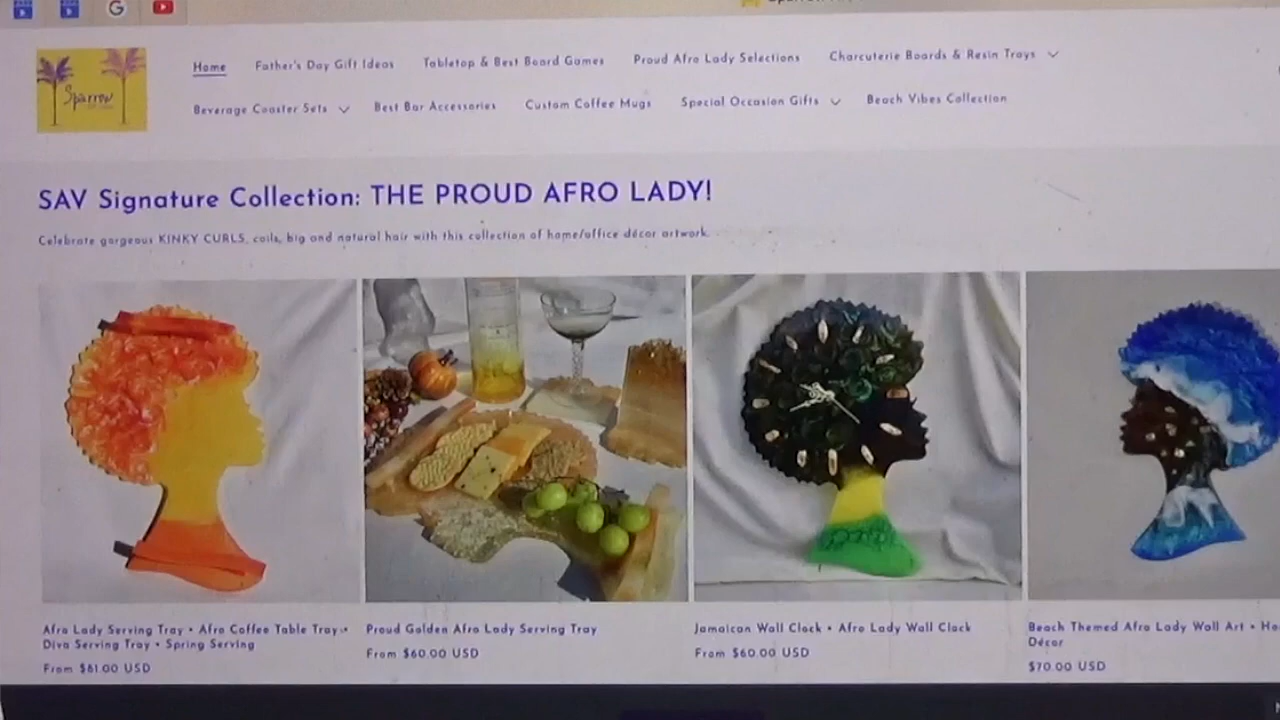 Sparrow
Home Father's Day Gift Ideas Tabletop & Best Board Games Proud Afro Lady Selections Charcuterie Boards & Resin Trays
Beverage Coaster Sets Best Bar Accessories Custom Coffee Mugs Special Occasion Gifts Beach Vibes Collection
SAV Signature Collection: THE PROUD AFRO LADY!
Celebrate gorgeous KINKY CURLS, coils, big and natural hair with this collection of home/office décor artwork.
Afro Lady Serving Tray • Afro Coffee Table Tray •
Diva Serving Tray • Spring Serving
From $61.00 USD
Proud Golden Afro Lady Serving Tray
From $60.00 USD
Jamaican Wall Clock • Afro Lady Wall Clock
From $60.00 USD
Beach Themed Afro Lady Wall Art • Ho
Décor
$70.00 USD